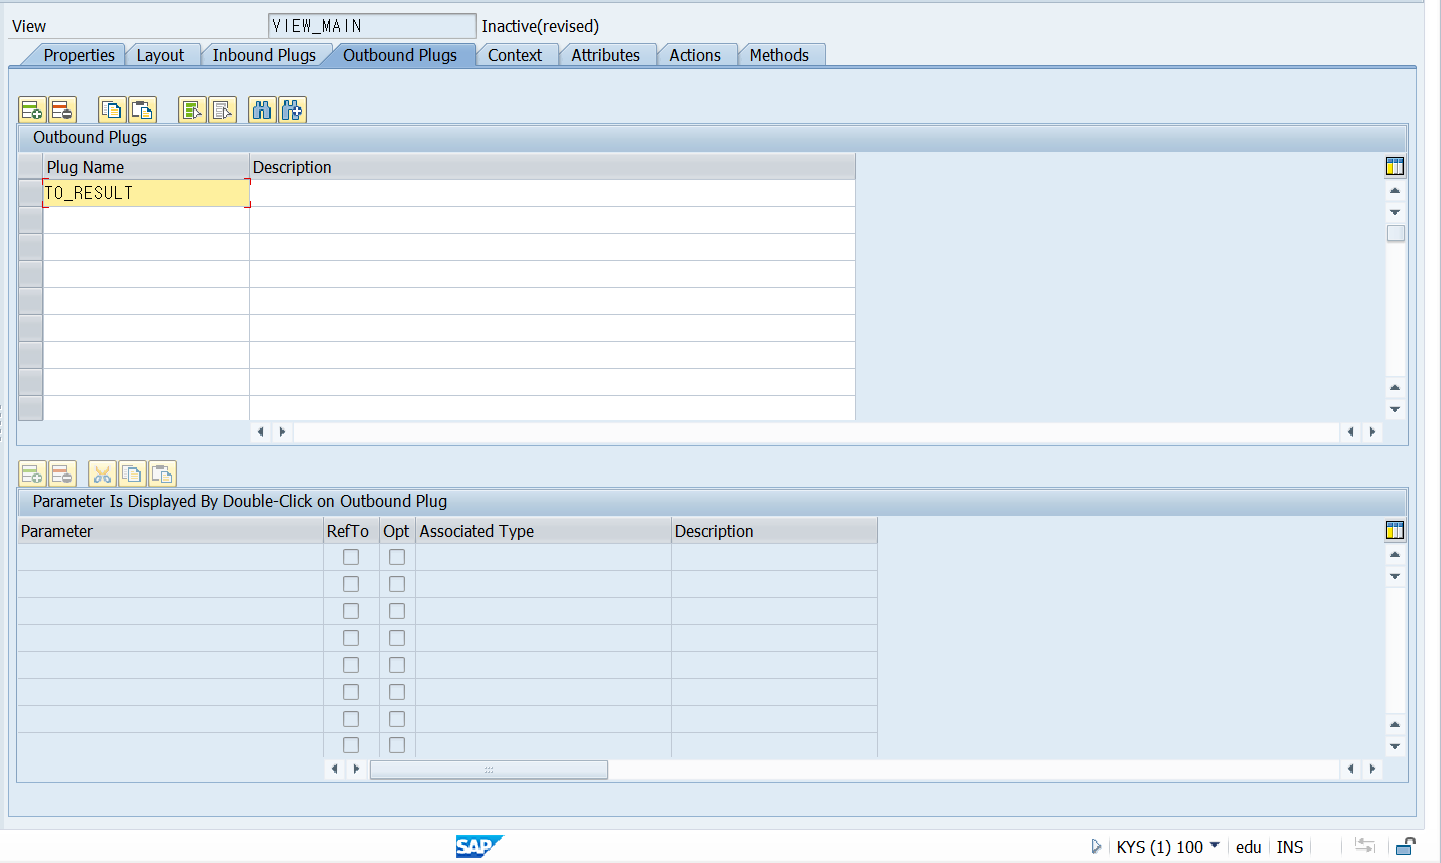 View VIEW_MAIN Inactive(revised)
Properties Layout Inbound Plugs Outbound Plugs Context Attributes Actions Methods
Outbound Plugs
Plug Name Description
TO_RESULT
Parameter Is Displayed By Double-Click on Outbound Plug
Parameter RefTo Opt Associated Type Description
SAP KYS (1) 100 edu INS